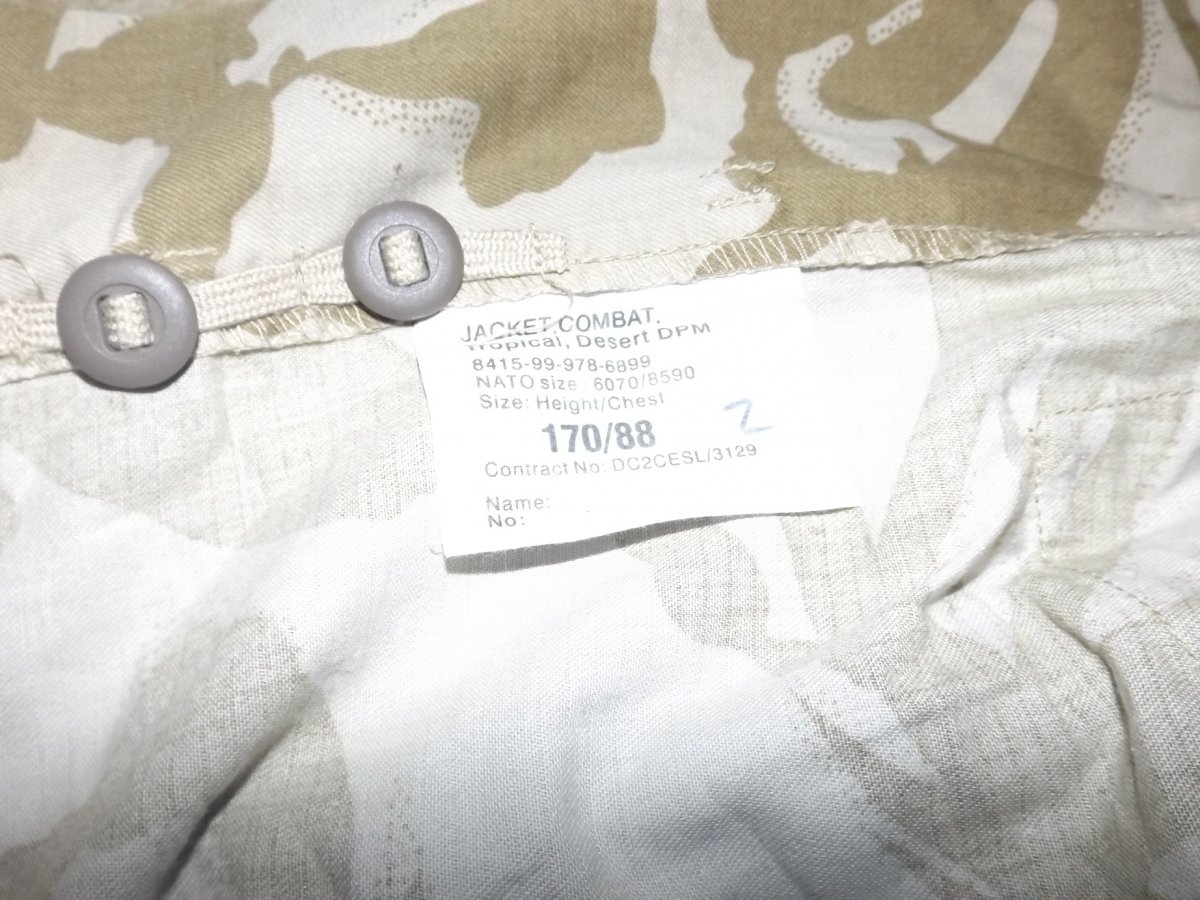 JACKET, COMBAT.
Tropical, Desert DPM
8415-99-978-6899
NATO size: 6070/8590
Size: Height/Chest
170/88
2
Contract No: DC2CESL/3129
Name:
No: